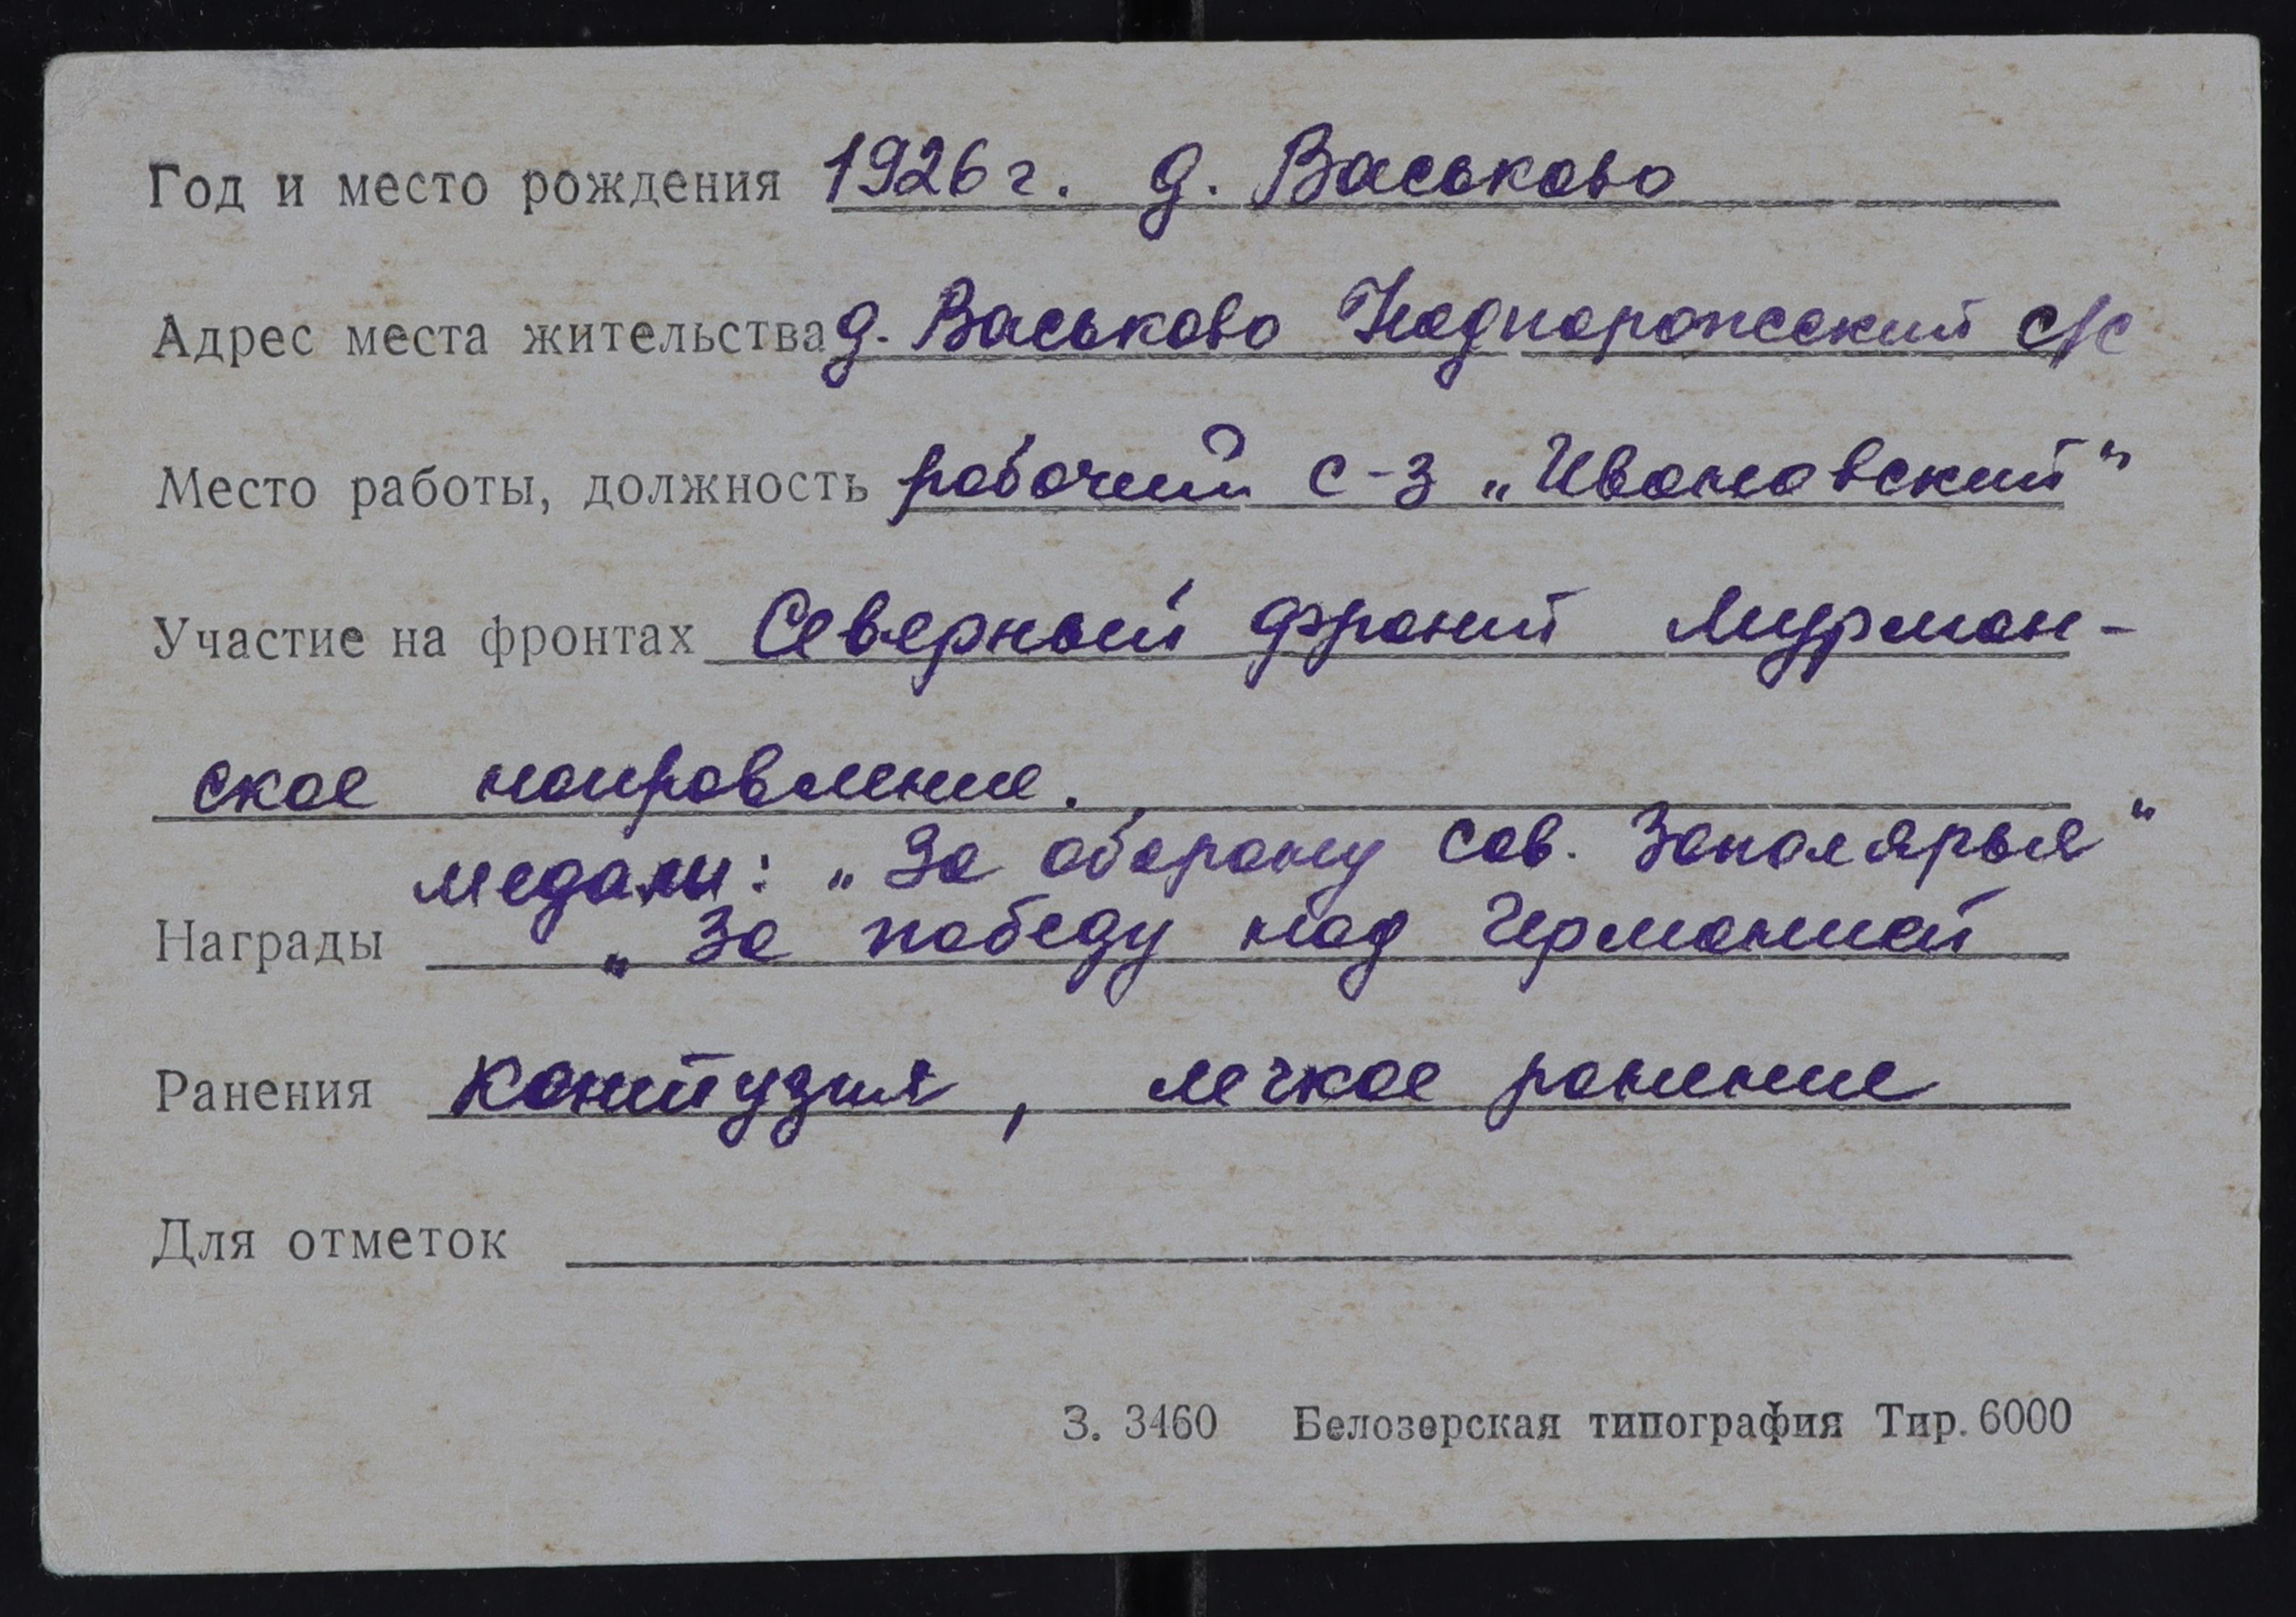 Год и место рождения 1926 г. д. Васьково
Адрес места жительства д. Васьково Надпорожский с/с
Место работы, должность рабочий с-з „Ивановский"
Участие на фронтах Северный фронт Мурман-
ское направление.
медали: „За оборону Сов. Заполярья"
Награды „За победу над Германией
Ранения Контузия, легкое ранение
Для отметок
З. 3460 Белозерская типография Тир. 6000